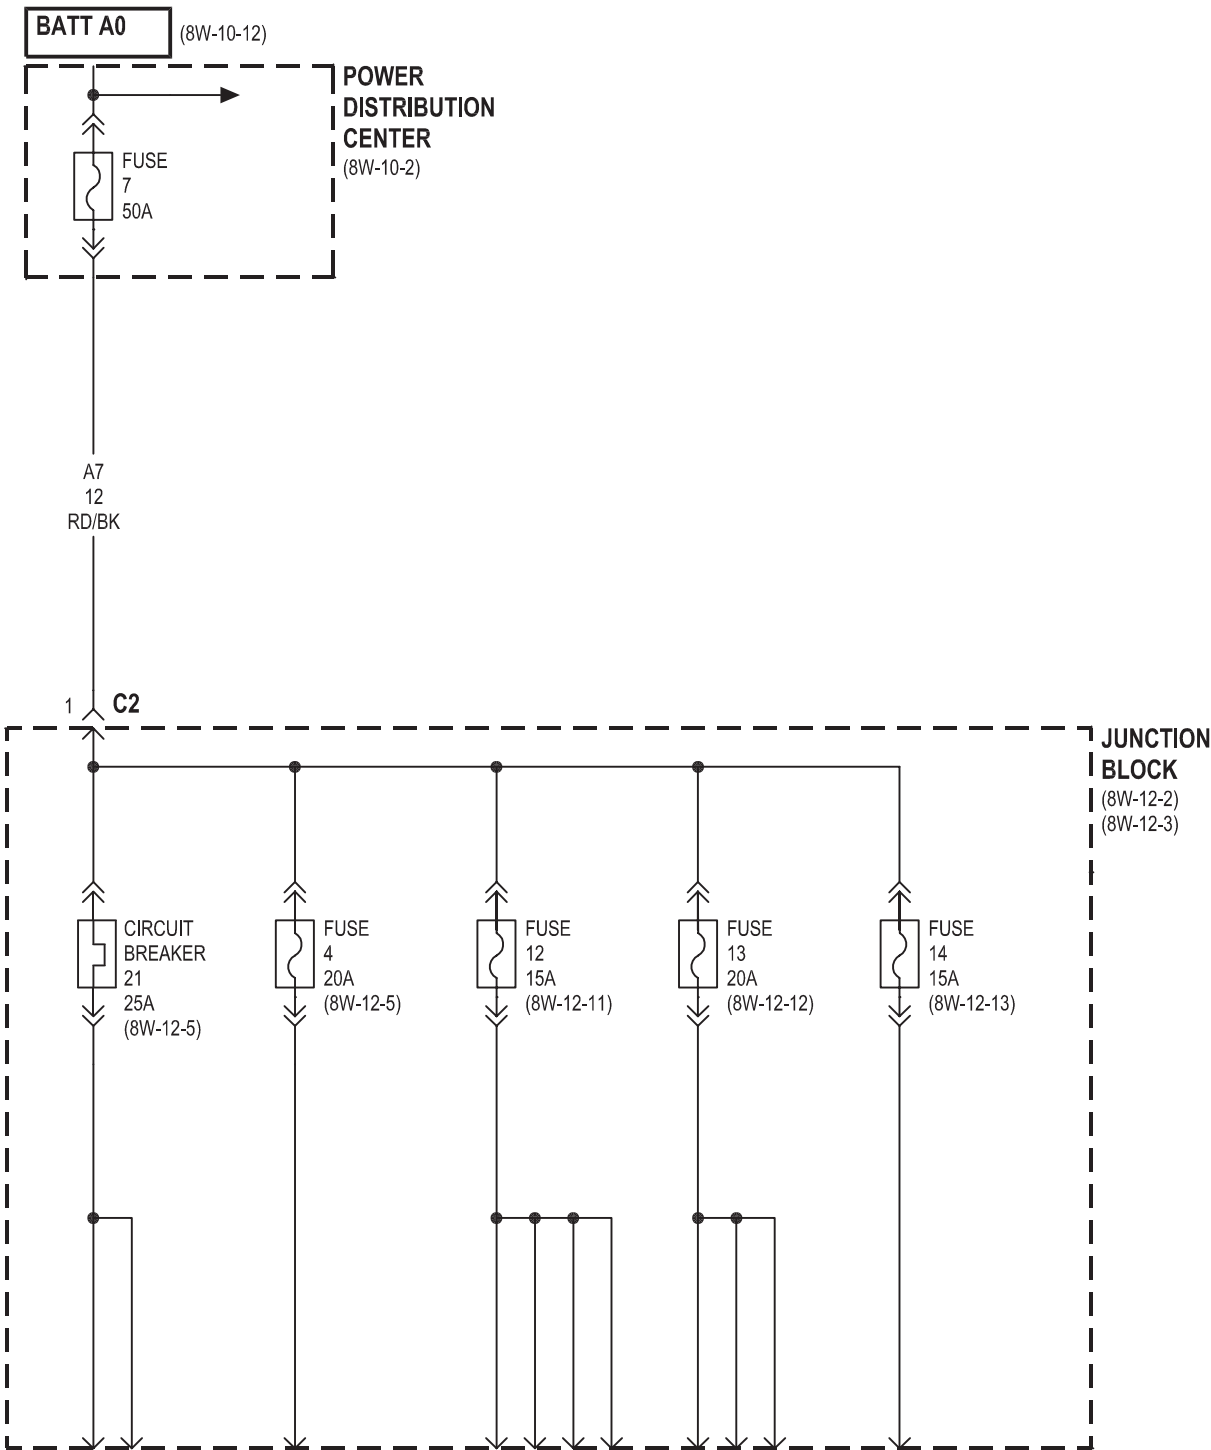 BATT A0
(8W-10-12)
POWER
DISTRIBUTION
CENTER
(8W-10-2)
FUSE
7
50A
A7
12
RD/BK
1
C2
JUNCTION
BLOCK
(8W-12-2)
(8W-12-3)
CIRCUIT
BREAKER
21
25A
(8W-12-5)
FUSE
4
20A
(8W-12-5)
FUSE
12
15A
(8W-12-11)
FUSE
13
20A
(8W-12-12)
FUSE
14
15A
(8W-12-13)